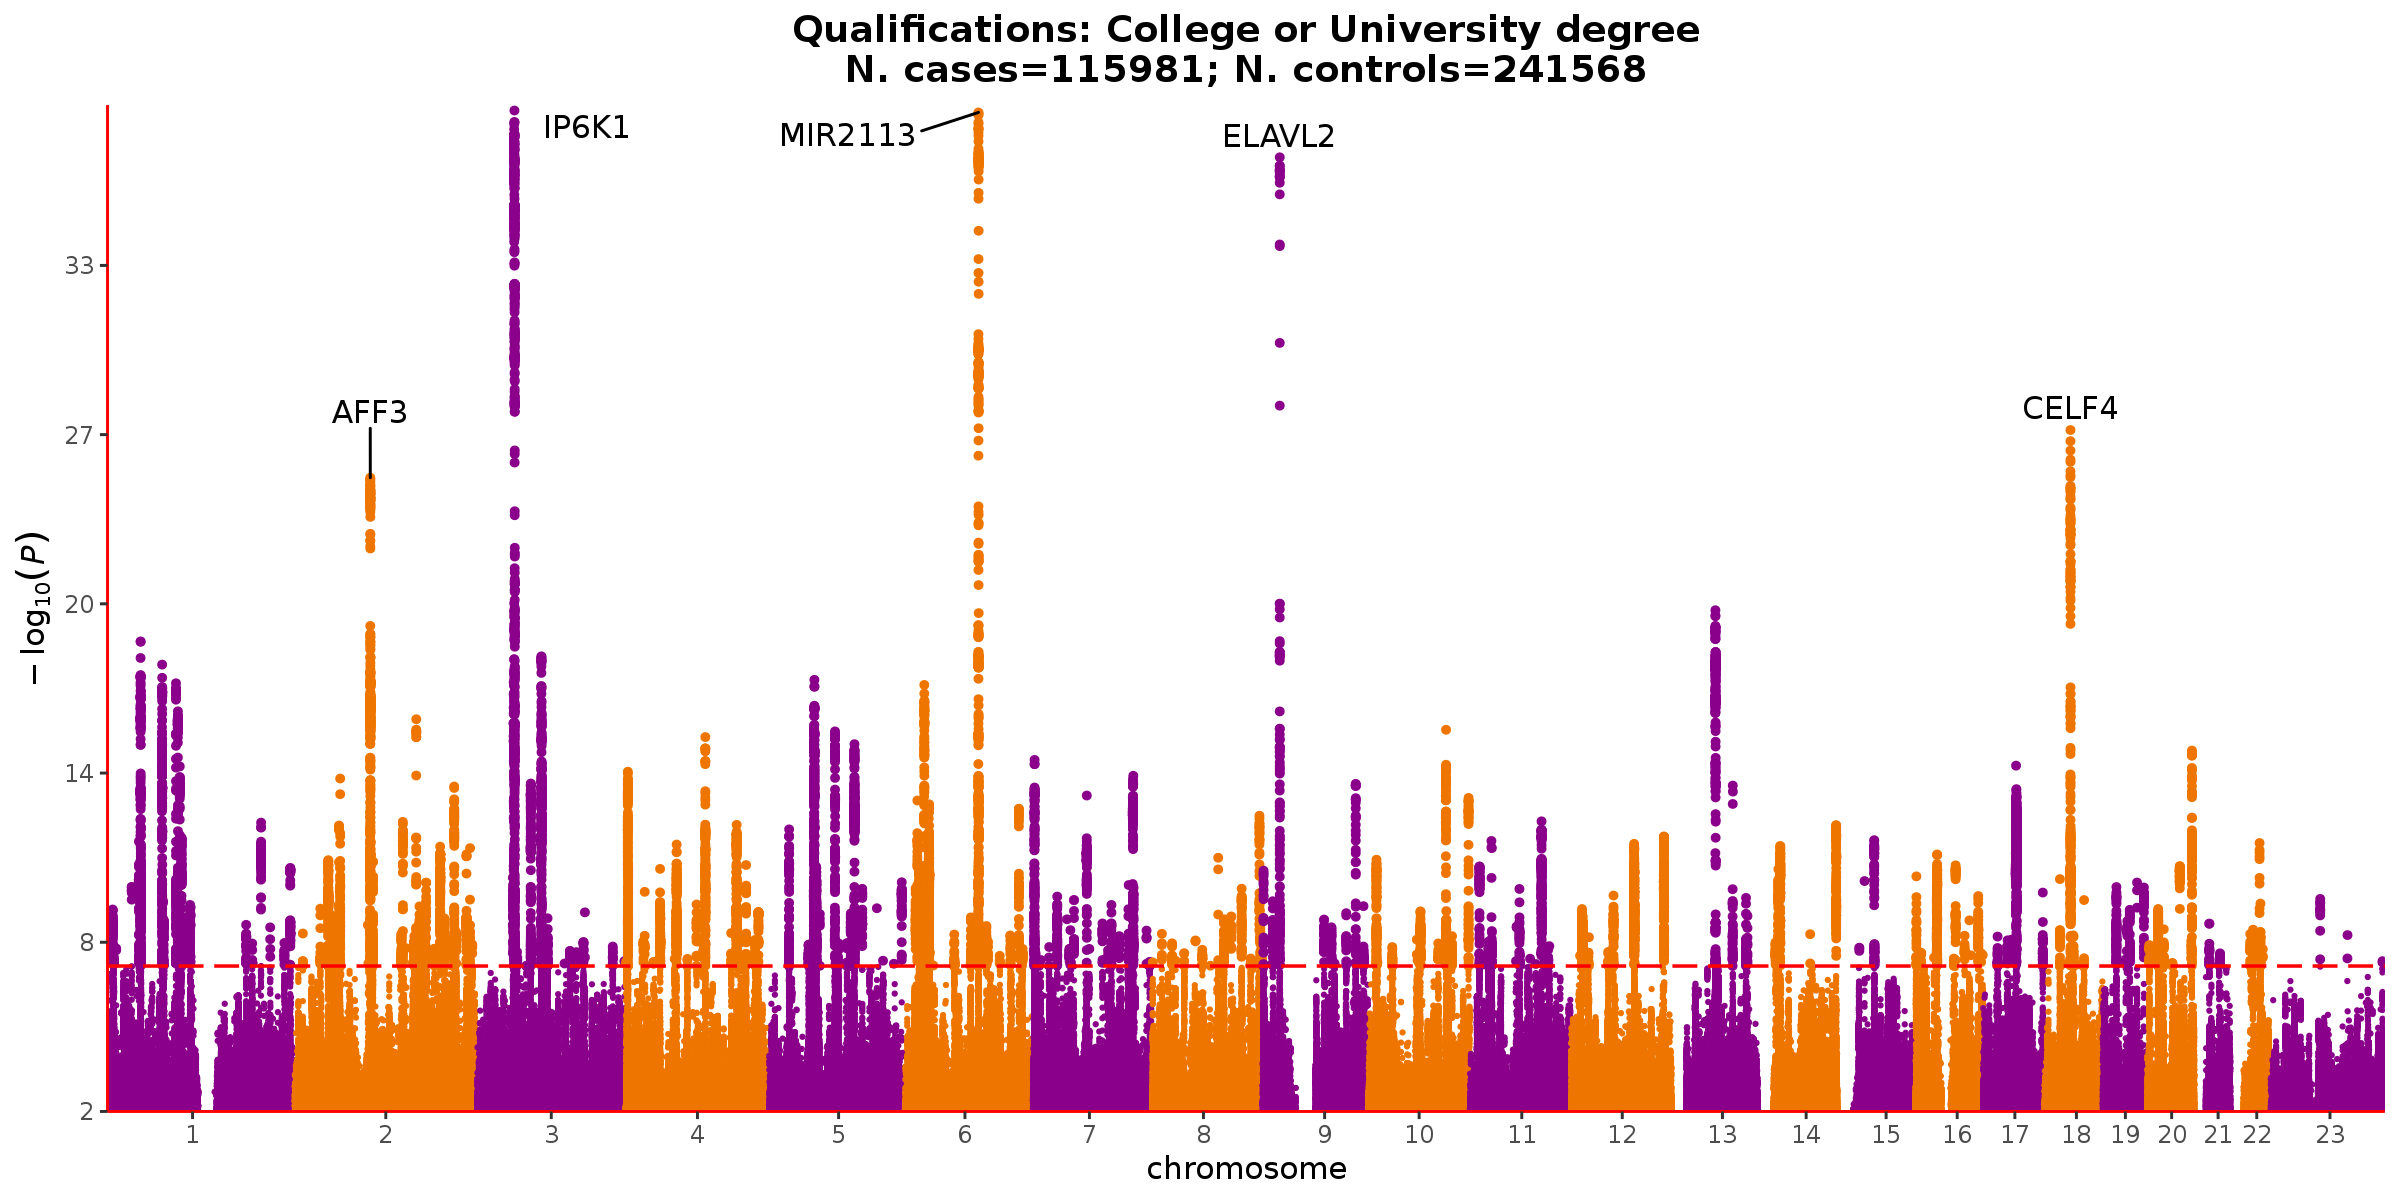 Qualifications: College or University degree
N. cases=115981; N. controls=241568
IP6K1
MIR2113
ELAVL2
AFF3
CELF4
33
27
20
14
8
2
−log₁₀(P)
1 2 3 4 5 6 7 8 9 10 11 12 13 14 15 16 17 18 19 20 21 22 23
chromosome